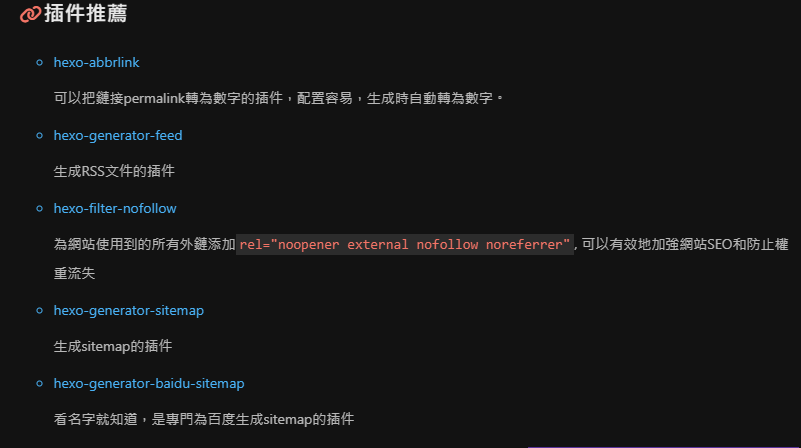 插件推薦
hexo-abbrlink
可以把鏈接permalink轉為數字的插件，配置容易，生成時自動轉為數字。
hexo-generator-feed
生成RSS文件的插件
hexo-filter-nofollow
為網站使用到的所有外鏈添加rel="noopener external nofollow noreferrer", 可以有效地加強網站SEO和防止權
重流失
hexo-generator-sitemap
生成sitemap的插件
hexo-generator-baidu-sitemap
看名字就知道，是專門為百度生成sitemap的插件